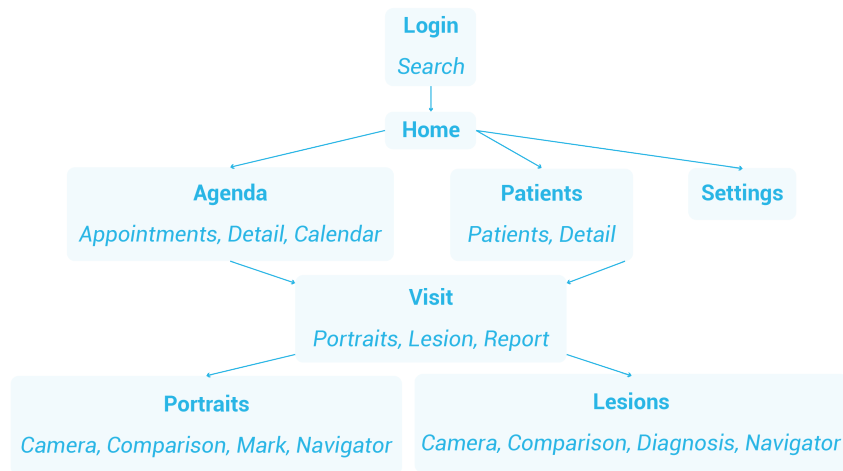 Login
Search
Home
Agenda
Appointments, Detail, Calendar
Patients
Patients, Detail
Settings
Visit
Portraits, Lesion, Report
Portraits
Camera, Comparison, Mark, Navigator
Lesions
Camera, Comparison, Diagnosis, Navigator